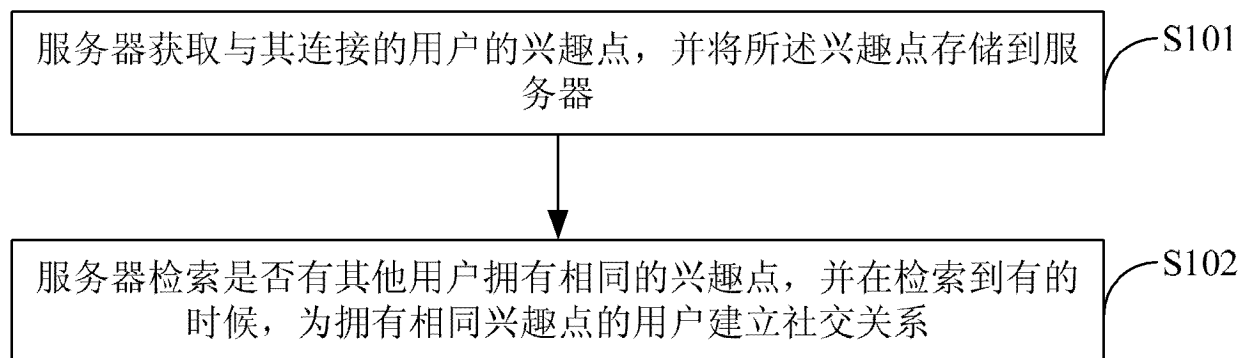 服务器获取与其连接的用户的兴趣点，并将所述兴趣点存储到服
务器
S101
服务器检索是否有其他用户拥有相同的兴趣点，并在检索到有的
时候，为拥有相同兴趣点的用户建立社交关系
S102